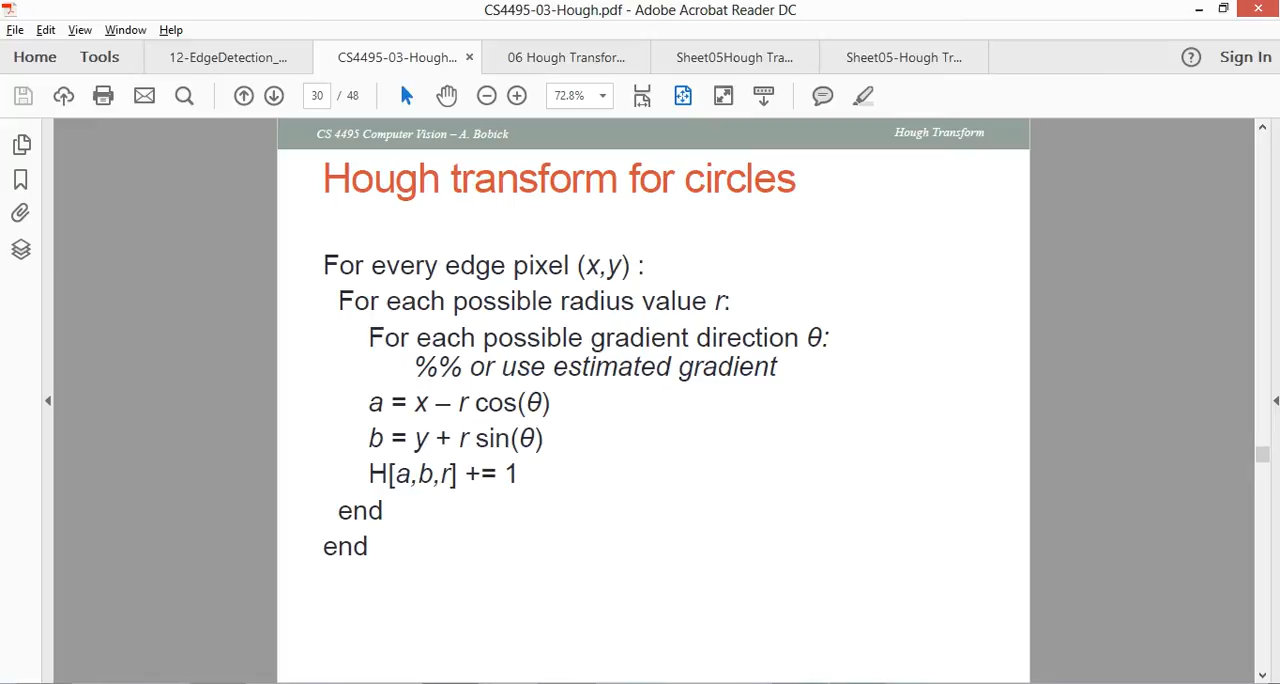 CS4495-03-Hough.pdf - Adobe Acrobat Reader DC
File Edit View Window Help
Home Tools 12-EdgeDetection_... CS4495-03-Hough... × 06 Hough Transfor... Sheet05Hough Tra... Sheet05-Hough Tr... ? Sign In
30 / 48 72.8%
CS 4495 Computer Vision – A. Bobick Hough Transform
Hough transform for circles
For every edge pixel (x,y) :
For each possible radius value r:
For each possible gradient direction θ:
%% or use estimated gradient
a = x – r cos(θ)
b = y + r sin(θ)
H[a,b,r] += 1
end
end